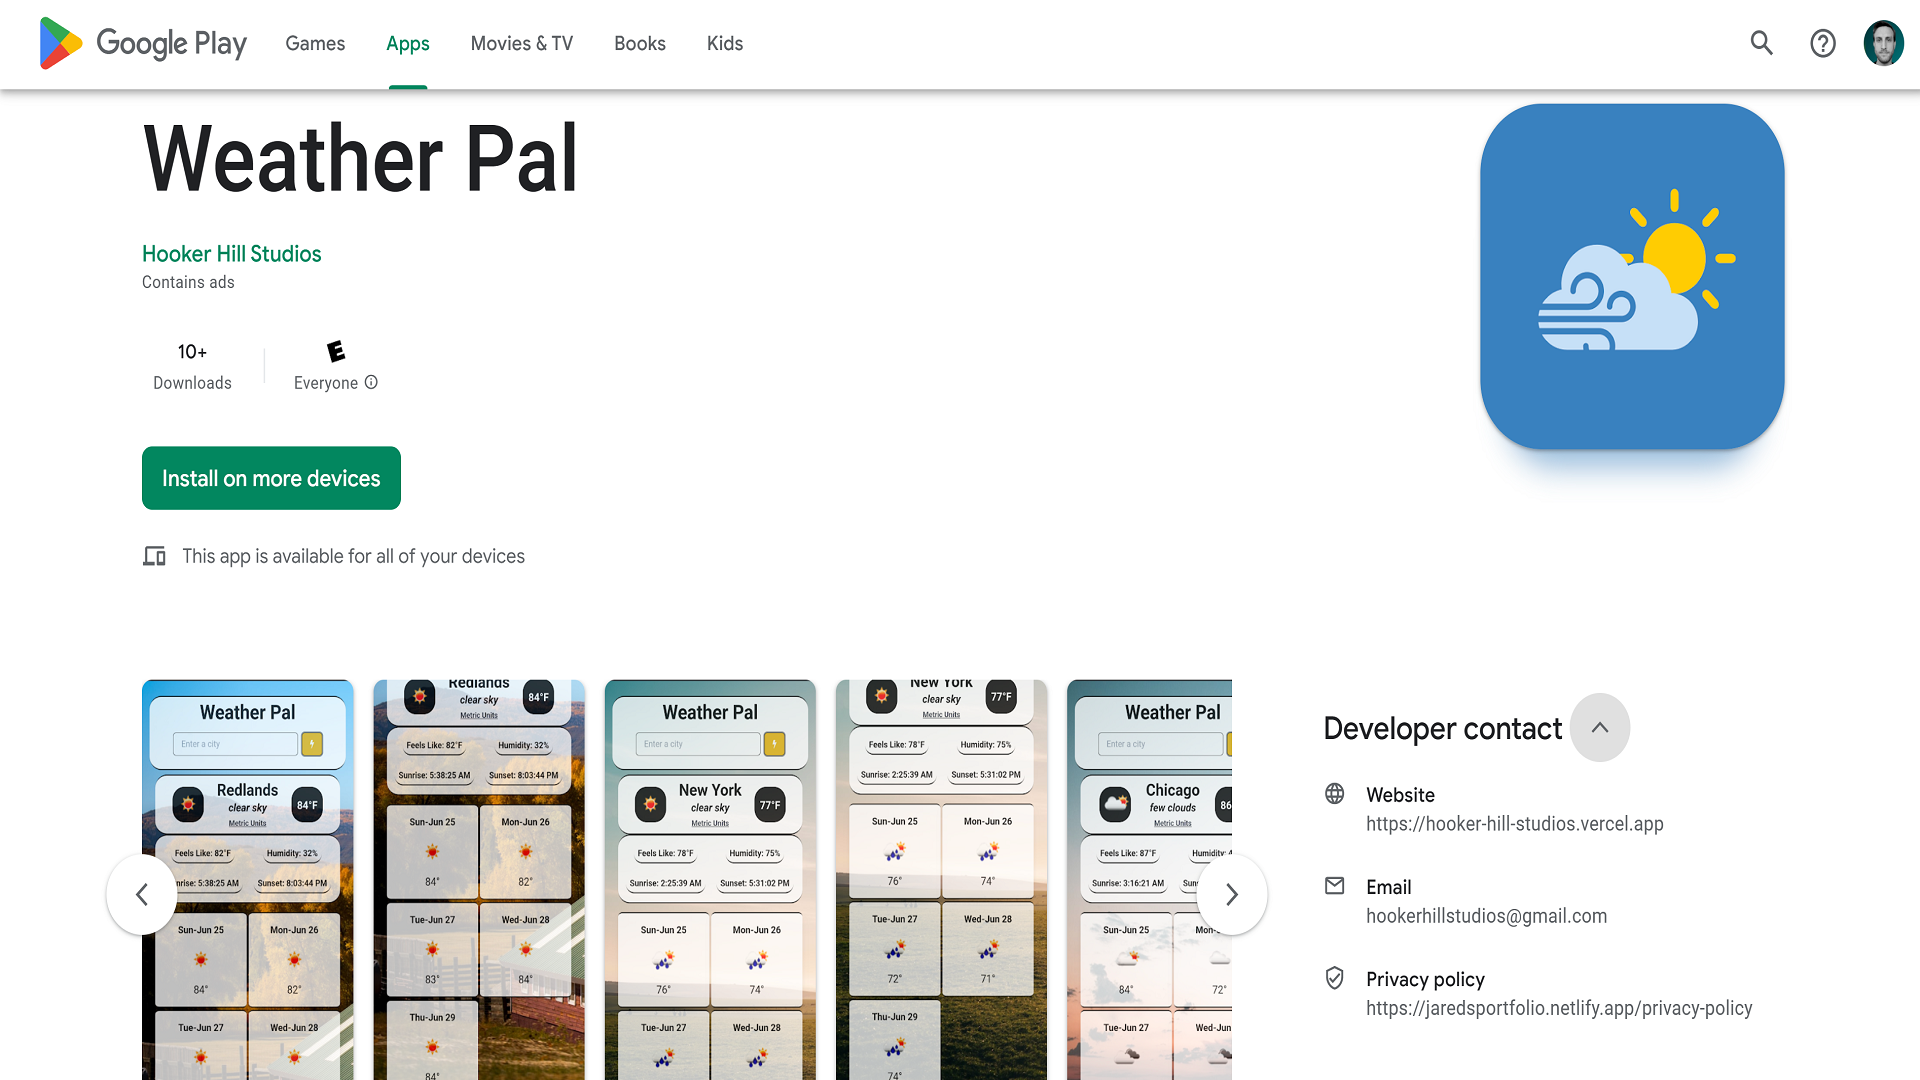 Google Play
Games
Apps
Movies & TV
Books
Kids
Weather Pal
Hooker Hill Studios
Contains ads
10+
Downloads
E
Everyone
Install on more devices
This app is available for all of your devices
Weather Pal
Enter a city
Redlands
clear sky
84°F
Metric Units
Feels Like: 82°F
Humidity: 32%
nrise: 5:38:25 AM
Sunset: 8:03:44 PM
Sun-Jun 25
Mon-Jun 26
84°
82°
Tue-Jun 27
Wed-Jun 28
Redlands
clear sky
84°F
Metric Units
Feels Like: 82°F
Humidity: 32%
Sunrise: 5:38:25 AM
Sunset: 8:03:44 PM
Sun-Jun 25
Mon-Jun 26
84°
82°
Tue-Jun 27
Wed-Jun 28
83°
84°
Thu-Jun 29
84°
Weather Pal
Enter a city
New York
clear sky
77°F
Metric Units
Feels Like: 78°F
Humidity: 75%
Sunrise: 2:25:39 AM
Sunset: 5:31:02 PM
Sun-Jun 25
Mon-Jun 26
76°
74°
Tue-Jun 27
Wed-Jun 28
New York
clear sky
77°F
Metric Units
Feels Like: 78°F
Humidity: 75%
Sunrise: 2:25:39 AM
Sunset: 5:31:02 PM
Sun-Jun 25
Mon-Jun 26
76°
74°
Tue-Jun 27
Wed-Jun 28
72°
71°
Thu-Jun 29
74°
Weather Pal
Enter a city
Chicago
few clouds
86
Metric Units
Feels Like: 87°F
Humidity: 4
Sunrise: 3:16:21 AM
Sun
Sun-Jun 25
Mon-
84°
72°
Tue-Jun 27
Wed-Jun
Developer contact
Website
https://hooker-hill-studios.vercel.app
Email
hookerhillstudios@gmail.com
Privacy policy
https://jaredsportfolio.netlify.app/privacy-policy